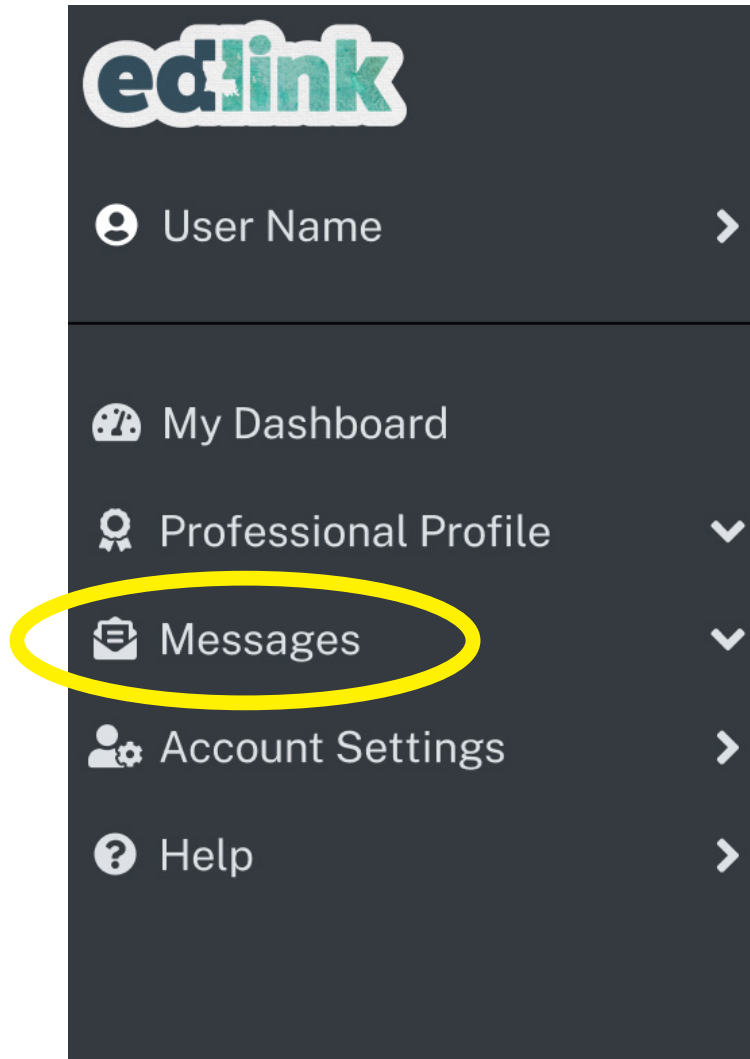 edlink
User Name
My Dashboard
Professional Profile
Messages
Account Settings
Help